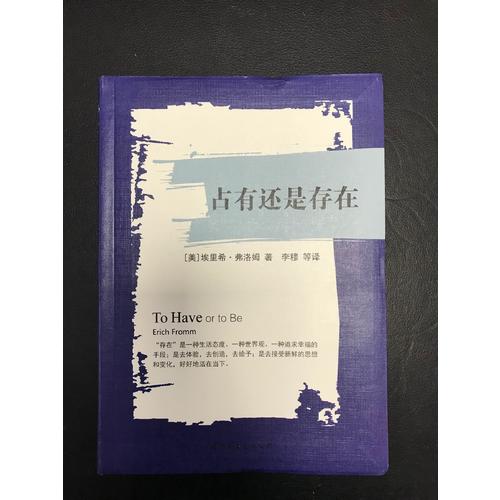 占有还是存在
[美]埃里希·弗洛姆 著 李穆 等译
To Have or to Be
Erich Fromm
“存在”是一种生活态度，一种世界观，一种追求幸福的
手段；是去体验，去创造，去给予；是去接受新鲜的思想
和变化，好好地活在当下。